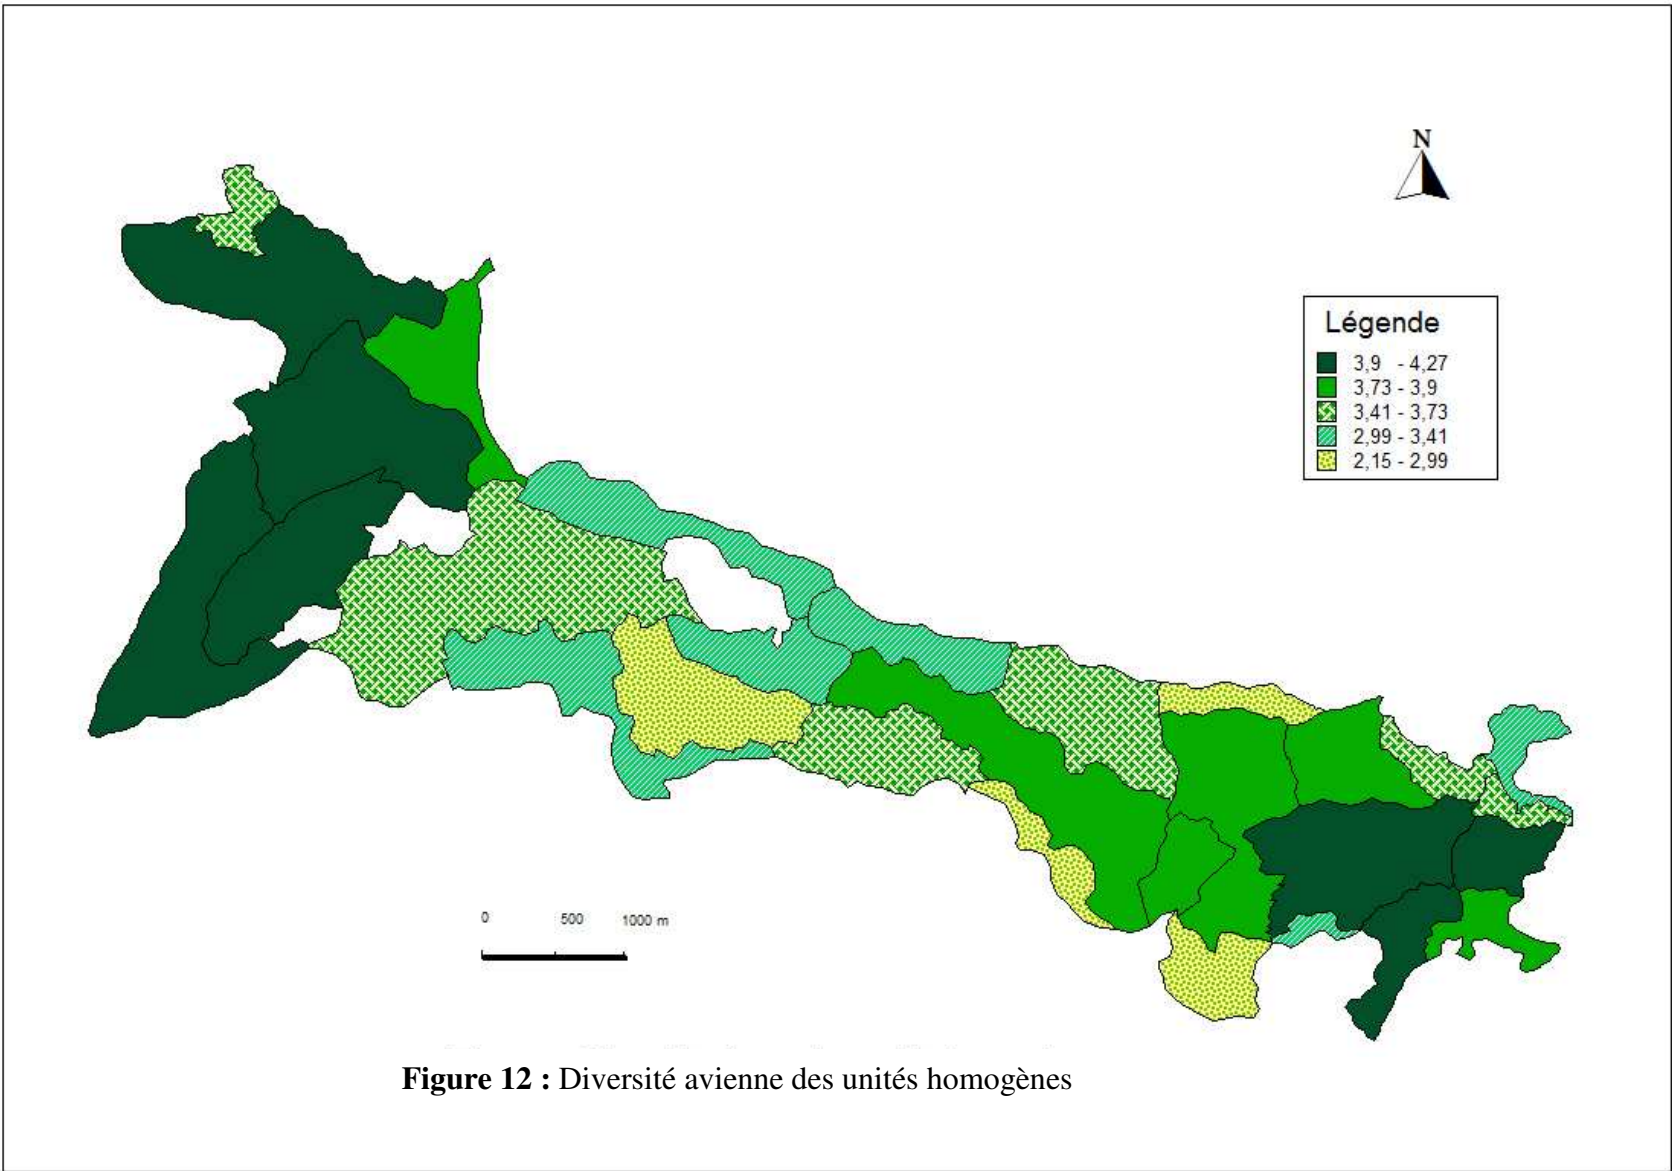 N
Légende
3,9 - 4,27
3,73 - 3,9
3,41 - 3,73
2,99 - 3,41
2,15 - 2,99
0 500 1000 m
Figure 12 : Diversité avienne des unités homogènes